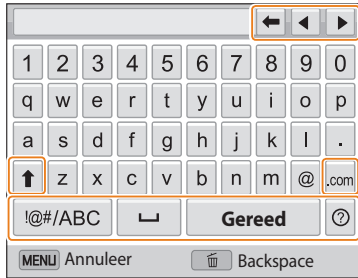 1 2 3 4 5 6 7 8 9 0
q w e r t y u i o p
a s d f g h j k l .
z x c v b n m @ .com
!@#/ABC Gereed ?
MENU Annuleer Backspace